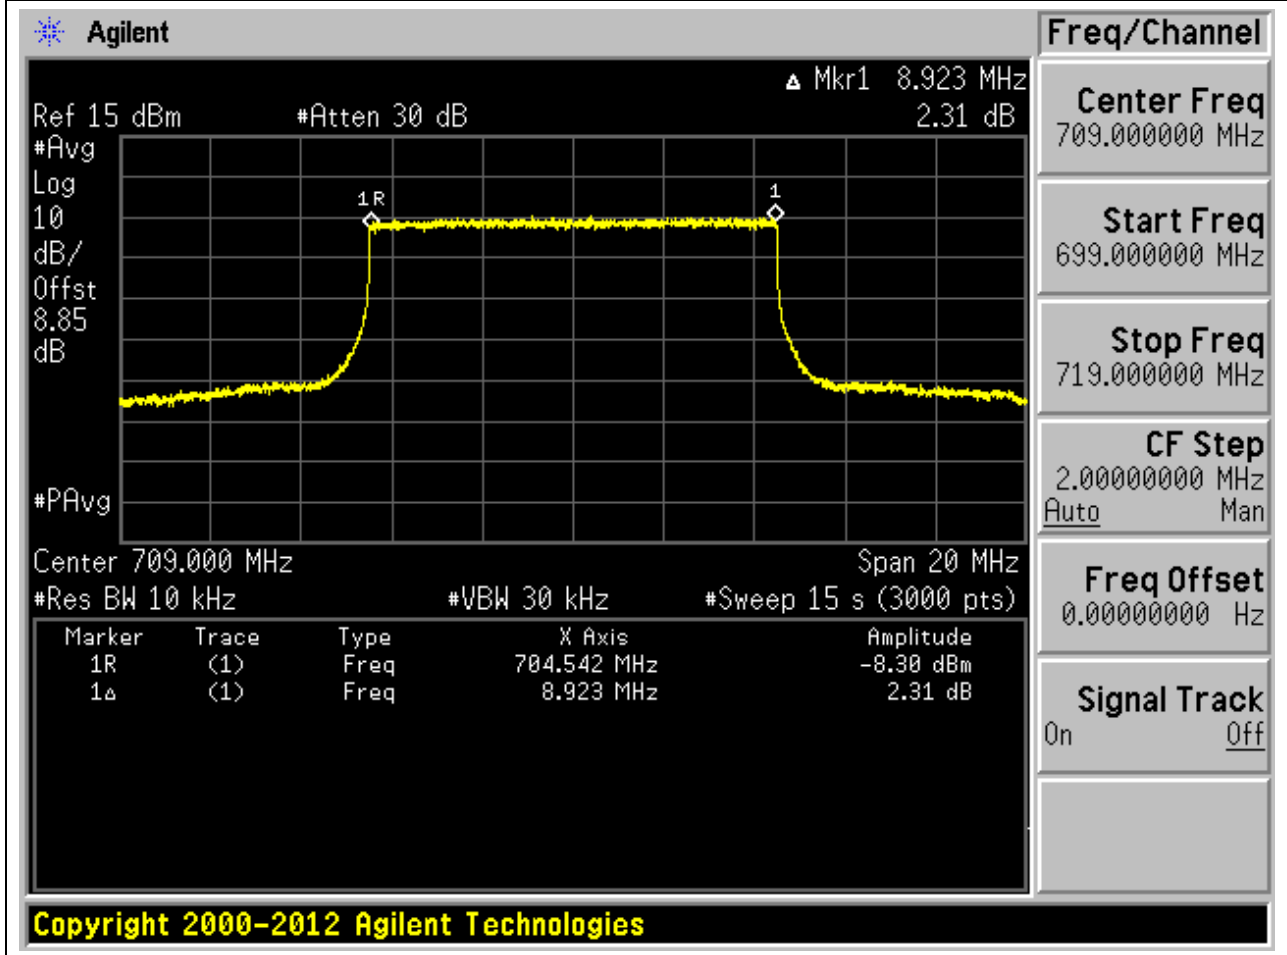 Agilent
Freq/Channel
Δ Mkr1 8.923 MHz
Ref 15 dBm #Atten 30 dB 2.31 dB
#Avg
Log
10
dB/
Offst
8.85
dB
1R
1
#PAvg
Center 709.000 MHz Span 20 MHz
#Res BW 10 kHz #VBW 30 kHz #Sweep 15 s (3000 pts)
Marker Trace Type X Axis Amplitude
1R (1) Freq 704.542 MHz -8.30 dBm
1Δ (1) Freq 8.923 MHz 2.31 dB
Center Freq
709.000000 MHz
Start Freq
699.000000 MHz
Stop Freq
719.000000 MHz
CF Step
2.00000000 MHz
Auto Man
Freq Offset
0.00000000 Hz
Signal Track
On Off
Copyright 2000-2012 Agilent Technologies